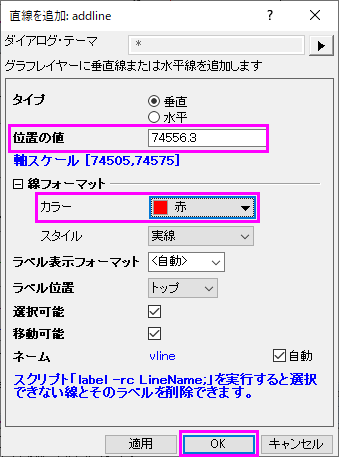 直線を追加: addline
? ×
ダイアログ・テーマ *
グラフレイヤーに垂直線または水平線を追加します
タイプ 垂直
水平
位置の値 74556.3
軸スケール [74505,74575]
線フォーマット
カラー 赤
スタイル 実線
ラベル表示フォーマット <自動>
ラベル位置 トップ
選択可能
移動可能
ネーム vline 自動
スクリプト「label -rc LineName;」を実行すると選択
できない線とそのラベルを削除できます。
適用 OK キャンセル